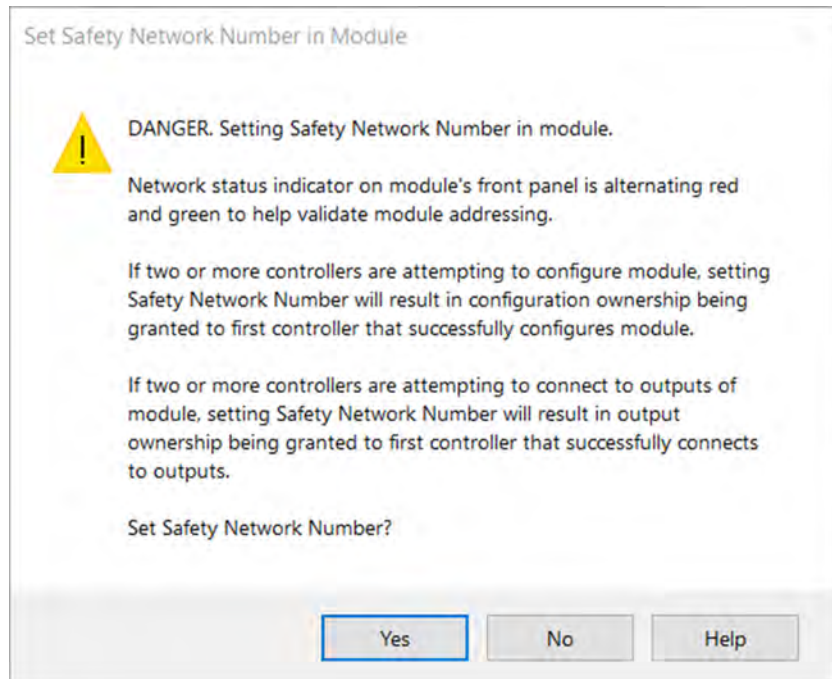 Set Safety Network Number in Module
!
DANGER. Setting Safety Network Number in module.
Network status indicator on module's front panel is alternating red
and green to help validate module addressing.
If two or more controllers are attempting to configure module, setting
Safety Network Number will result in configuration ownership being
granted to first controller that successfully configures module.
If two or more controllers are attempting to connect to outputs of
module, setting Safety Network Number will result in output
ownership being granted to first controller that successfully connects
to outputs.
Set Safety Network Number?
Yes No Help